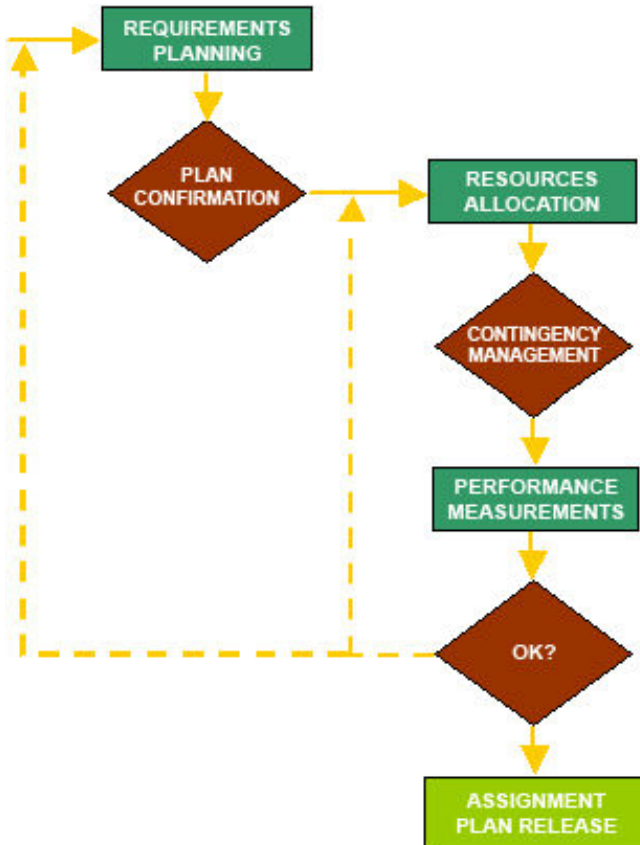 REQUIREMENTS
PLANNING
PLAN
CONFIRMATION
RESOURCES
ALLOCATION
CONTINGENCY
MANAGEMENT
PERFORMANCE
MEASUREMENTS
OK?
ASSIGNMENT
PLAN RELEASE